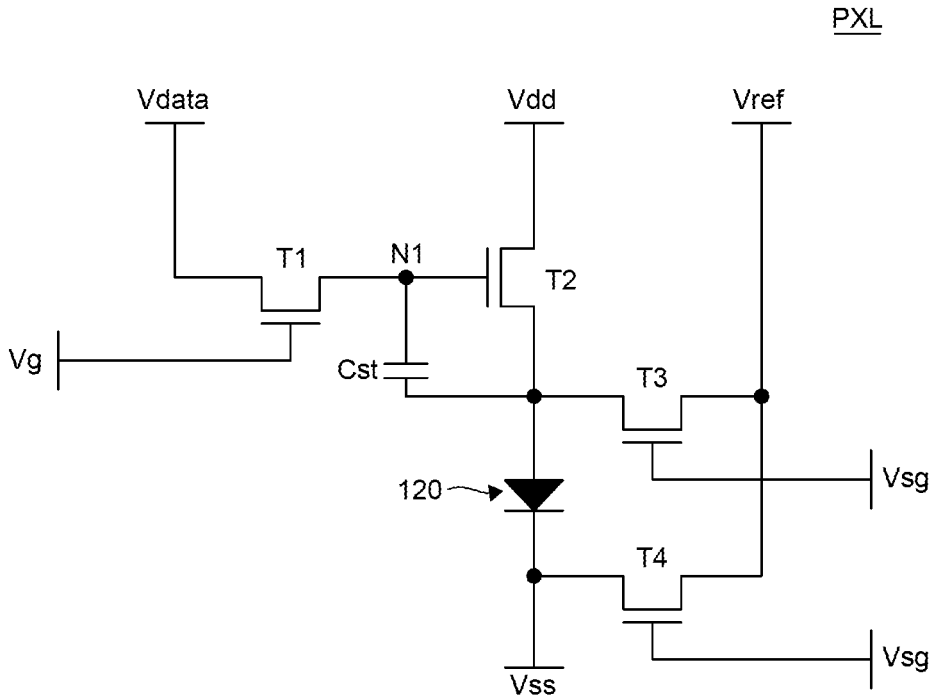 PXL
Vdata
Vdd
Vref
T1
N1
T2
Vg
Cst
T3
120
Vsg
T4
Vsg
Vss